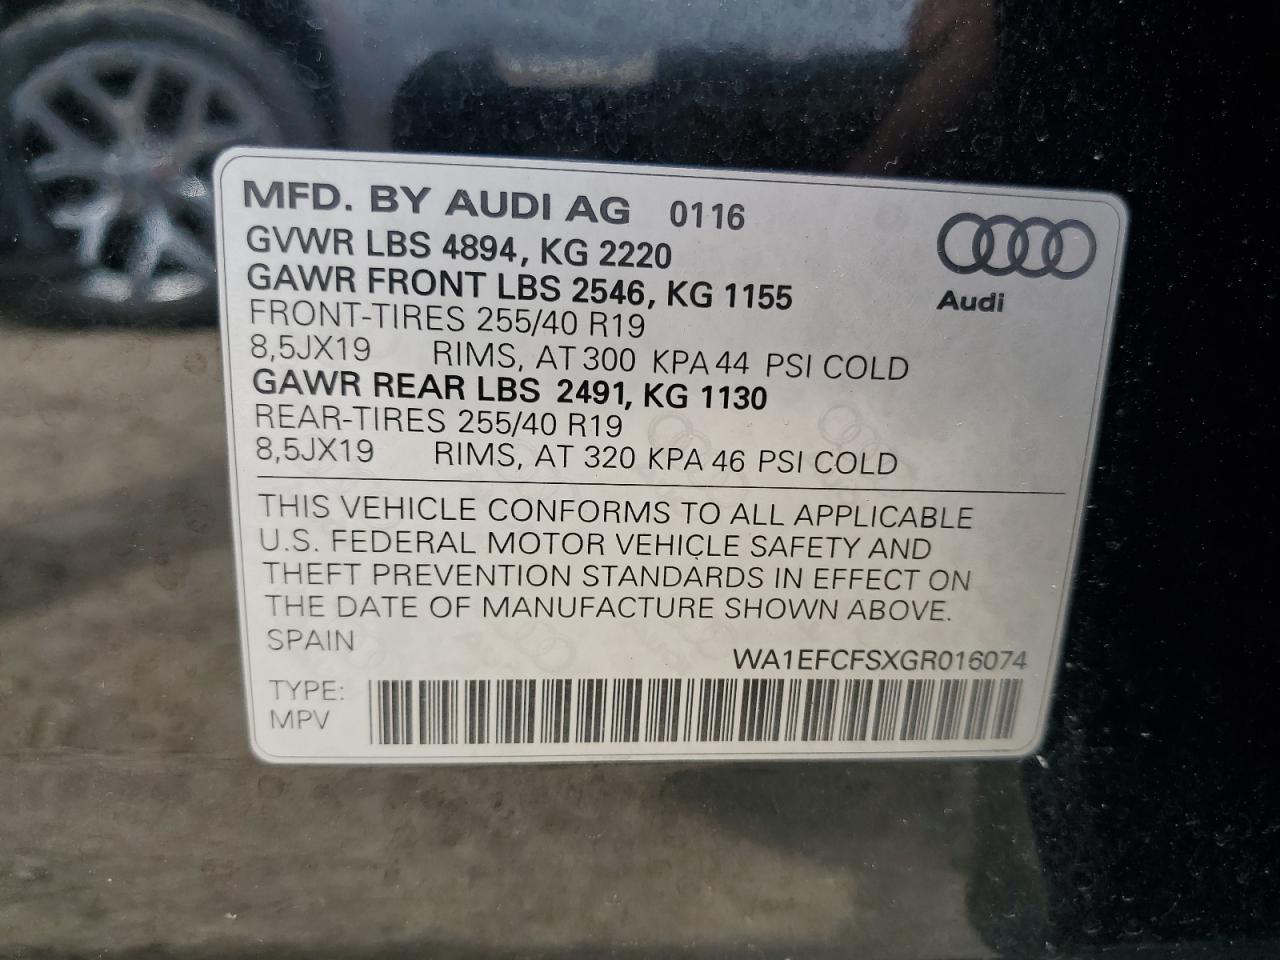 MFD. BY AUDI AG 0116
GVWR LBS 4894, KG 2220
GAWR FRONT LBS 2546, KG 1155
FRONT-TIRES 255/40 R19
8,5JX19 RIMS, AT 300 KPA 44 PSI COLD
GAWR REAR LBS 2491, KG 1130
REAR-TIRES 255/40 R19
8,5JX19 RIMS, AT 320 KPA 46 PSI COLD
Audi
THIS VEHICLE CONFORMS TO ALL APPLICABLE
U.S. FEDERAL MOTOR VEHICLE SAFETY AND
THEFT PREVENTION STANDARDS IN EFFECT ON
THE DATE OF MANUFACTURE SHOWN ABOVE.
SPAIN
WA1EFCFSXGR016074
TYPE:
MPV